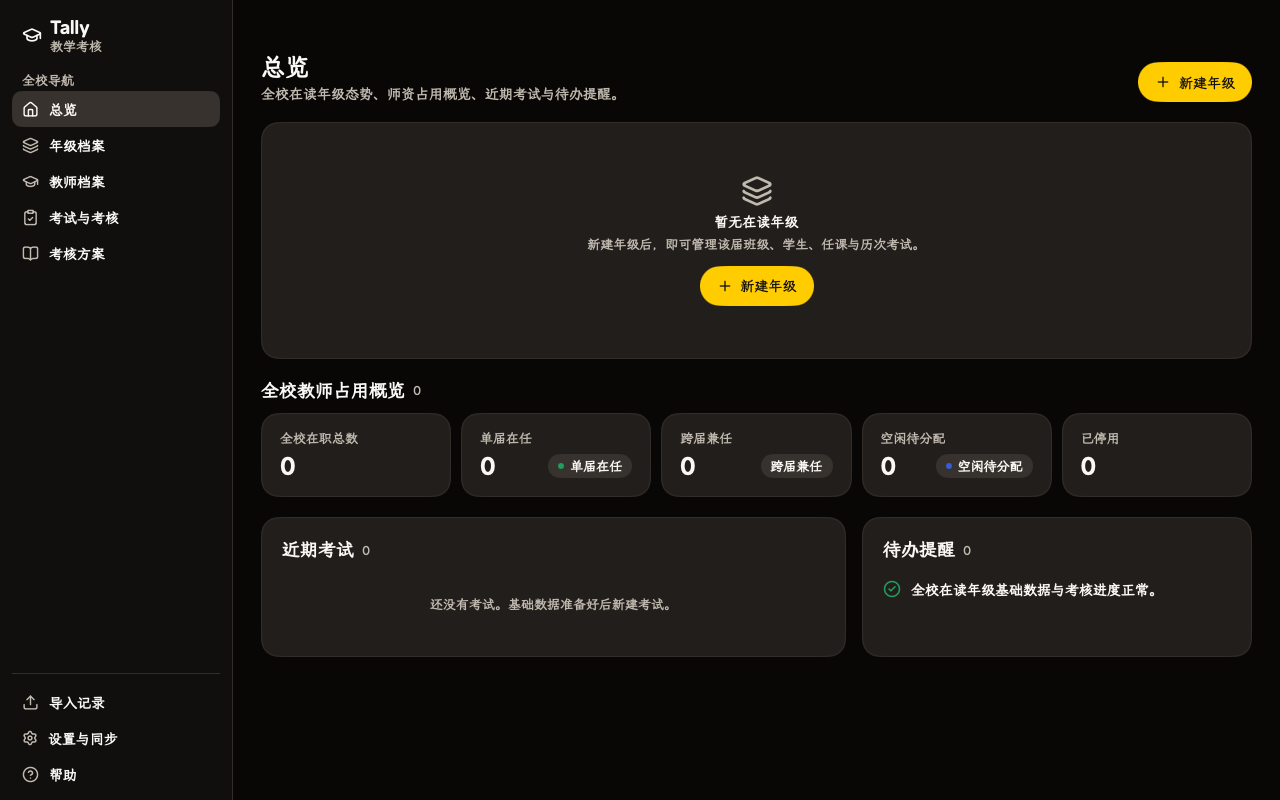 Tally
教学考核
全校导航
总览
年级档案
教师档案
考试与考核
考核方案
导入记录
设置与同步
帮助
总览
全校在读年级态势、师资占用概览、近期考试与待办提醒。
新建年级
暂无在读年级
新建年级后，即可管理该届班级、学生、任课与历次考试。
新建年级
全校教师占用概览 0
全校在职总数
0
单届在任
0 单届在任
跨届兼任
0 跨届兼任
空闲待分配
0 空闲待分配
已停用
0
近期考试 0
还没有考试。基础数据准备好后新建考试。
待办提醒 0
全校在读年级基础数据与考核进度正常。